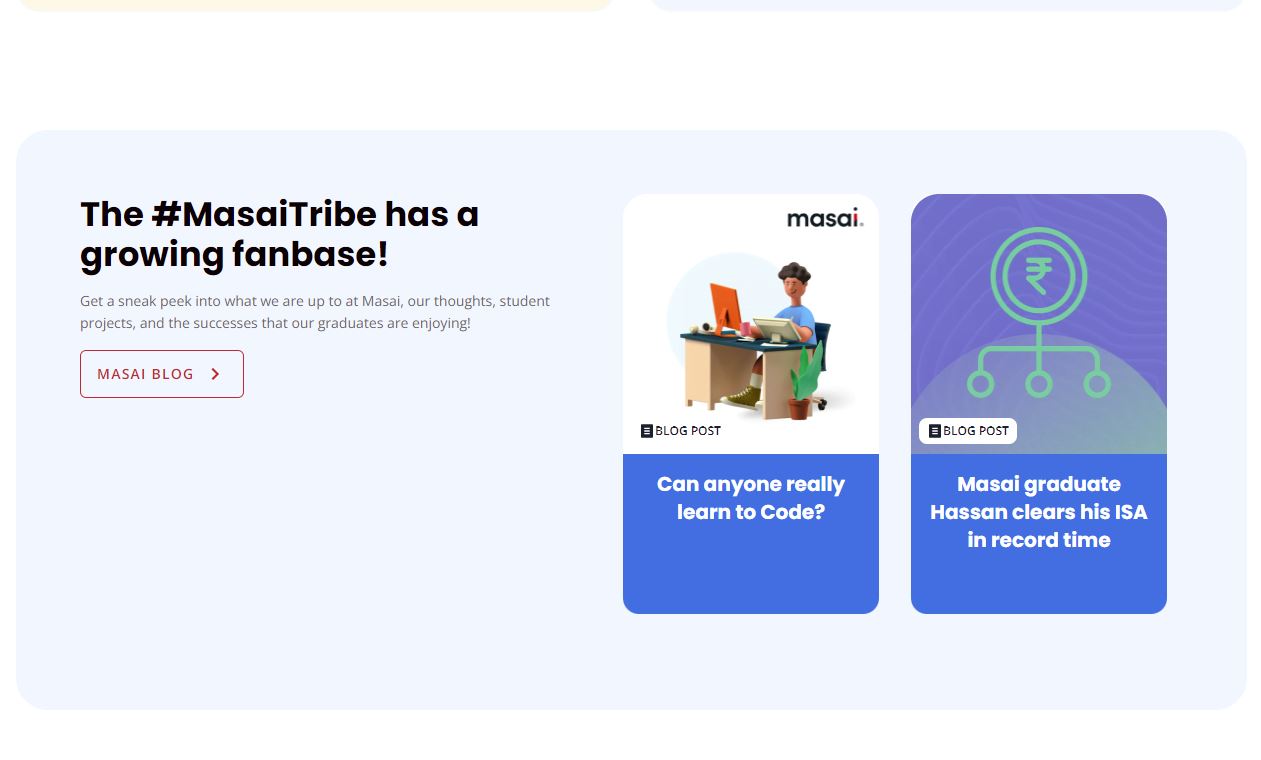 The #MasaiTribe has a
growing fanbase!
Get a sneak peek into what we are up to at Masai, our thoughts, student
projects, and the successes that our graduates are enjoying!
MASAI BLOG
masai.
BLOG POST
Can anyone really
learn to Code?
₹
BLOG POST
Masai graduate
Hassan clears his ISA
in record time